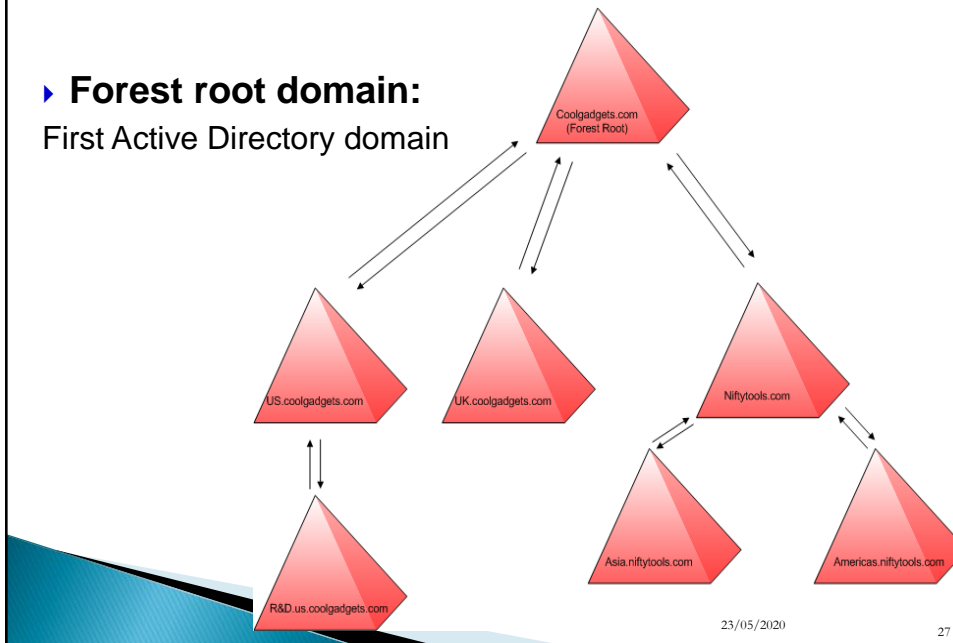 Forest root domain:
First Active Directory domain
Coolgadgets.com
(Forest Root)
US.coolgadgets.com
UK.coolgadgets.com
Niftytools.com
R&D.us.coolgadgets.com
Asia.niftytools.com
Americas.niftytools.com
23/05/2020
27